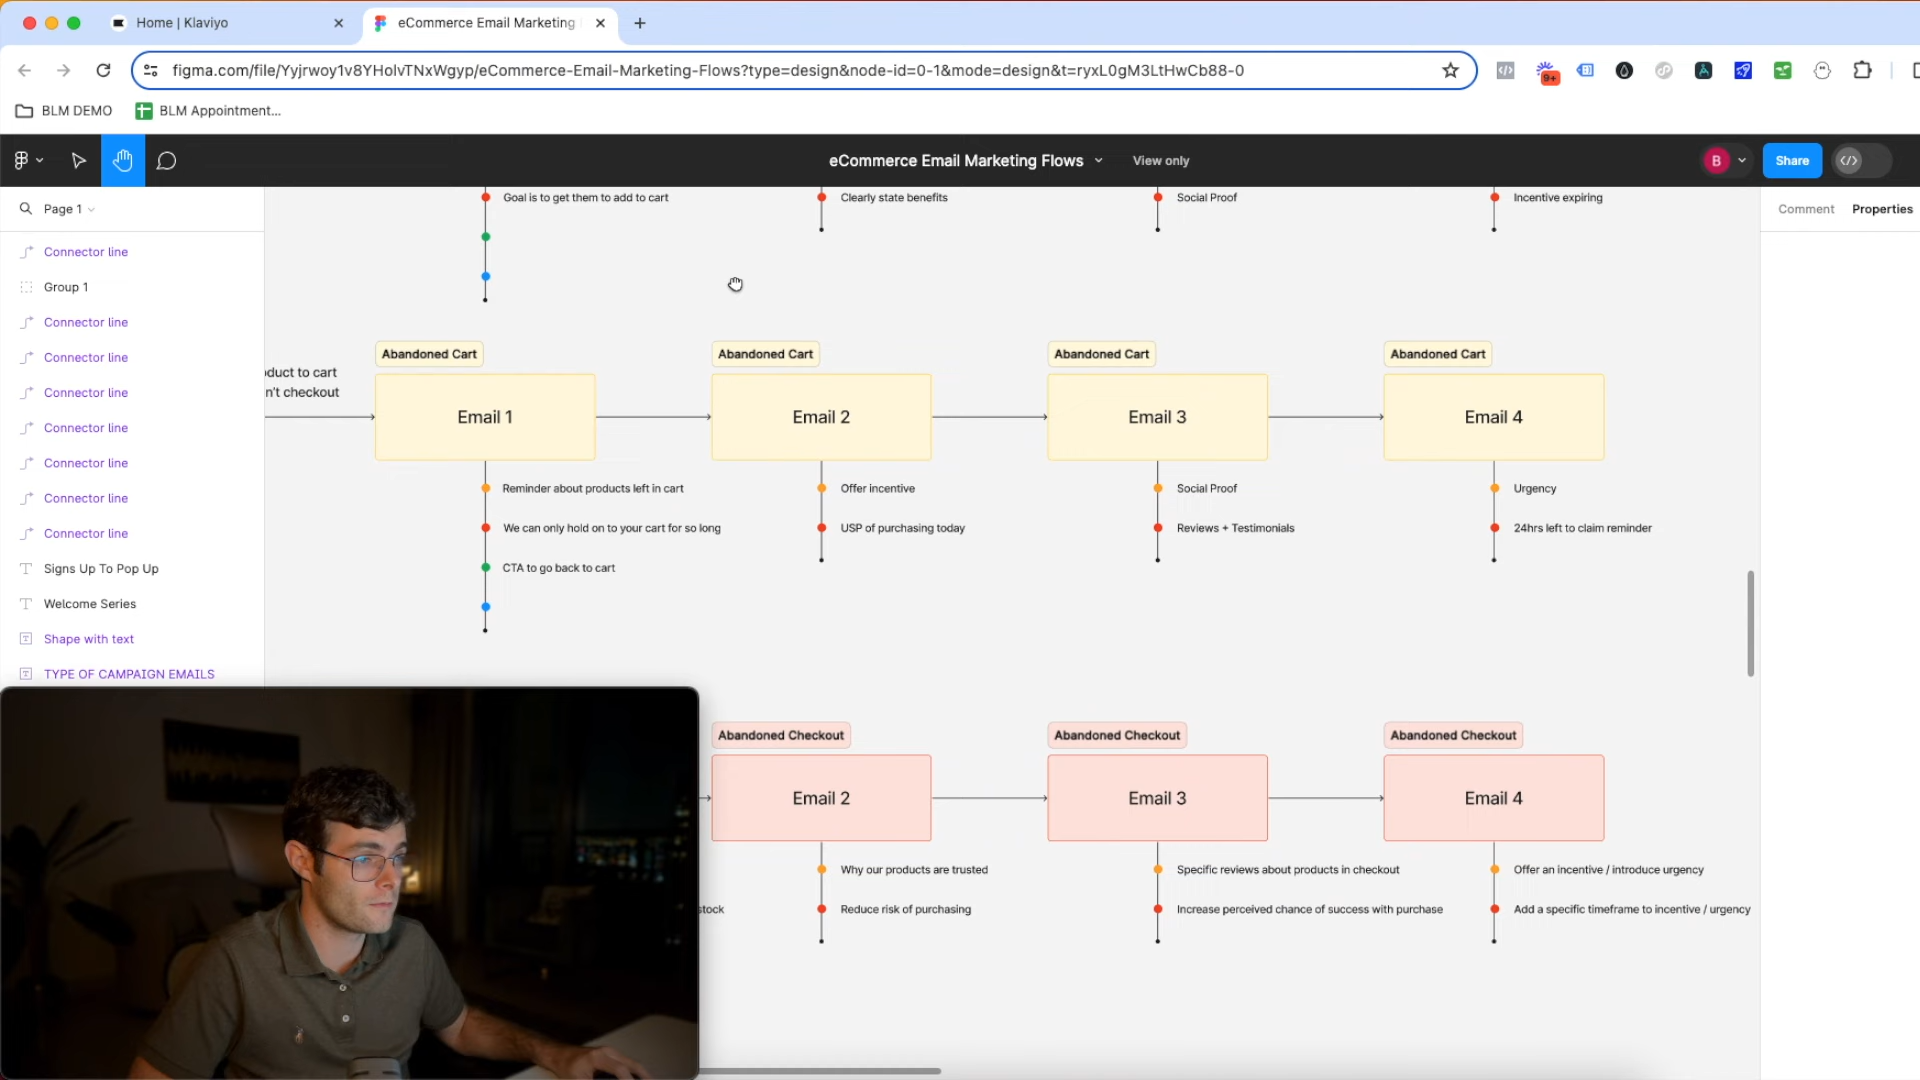 Home | Klaviyo
eCommerce Email Marketing
figma.com/file/Yyjrwoy1v8YHolvTNxWgyp/eCommerce-Email-Marketing-Flows?type=design&node-id=0-1&mode=design&t=ryxL0gM3LtHwCb88-0
9+
BLM DEMO
BLM Appointment...
eCommerce Email Marketing Flows
View only
B
Share
Page 1
Comment
Properties
Connector line
Group 1
Connector line
Connector line
Connector line
Connector line
Connector line
Connector line
Connector line
Signs Up To Pop Up
Welcome Series
Shape with text
TYPE OF CAMPAIGN EMAILS
Goal is to get them to add to cart
Clearly state benefits
Social Proof
Incentive expiring
duct to cart
n't checkout
Abandoned Cart
Abandoned Cart
Abandoned Cart
Abandoned Cart
Email 1
Email 2
Email 3
Email 4
Reminder about products left in cart
Offer incentive
Social Proof
Urgency
We can only hold on to your cart for so long
USP of purchasing today
Reviews + Testimonials
24hrs left to claim reminder
CTA to go back to cart
Abandoned Checkout
Abandoned Checkout
Abandoned Checkout
Email 2
Email 3
Email 4
Why our products are trusted
Specific reviews about products in checkout
Offer an incentive / introduce urgency
stock
Reduce risk of purchasing
Increase perceived chance of success with purchase
Add a specific timeframe to incentive / urgency